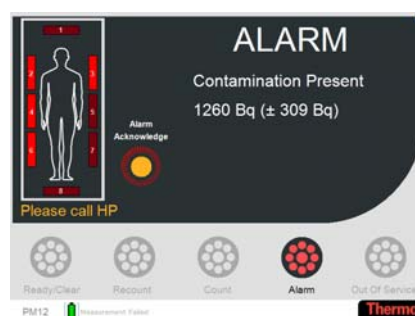 ALARM
1
Contamination Present
2
3
1260 Bq (± 309 Bq)
4
5
Alarm
Acknowledge
6
7
8
Please call HP
Ready/Clear
Recount
Count
Alarm
Out Of Service
PM12
Measurement Failed
Thermo